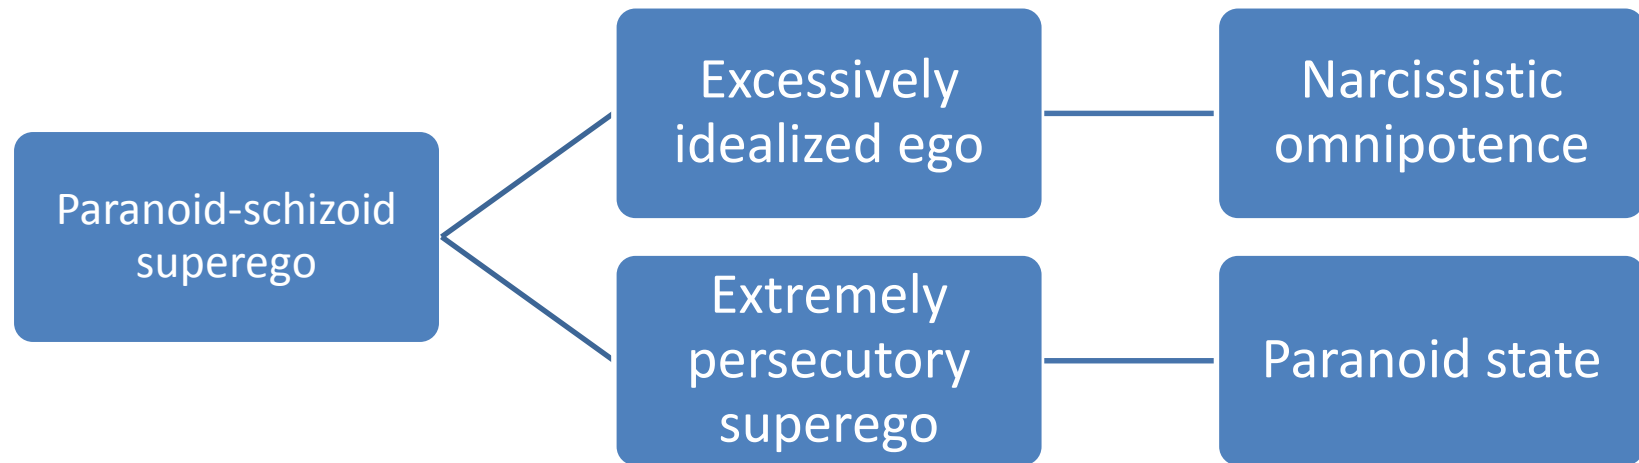 Paranoid-schizoid
superego
Excessively
idealized ego
Narcissistic
omnipotence
Extremely
persecutory
superego
Paranoid state